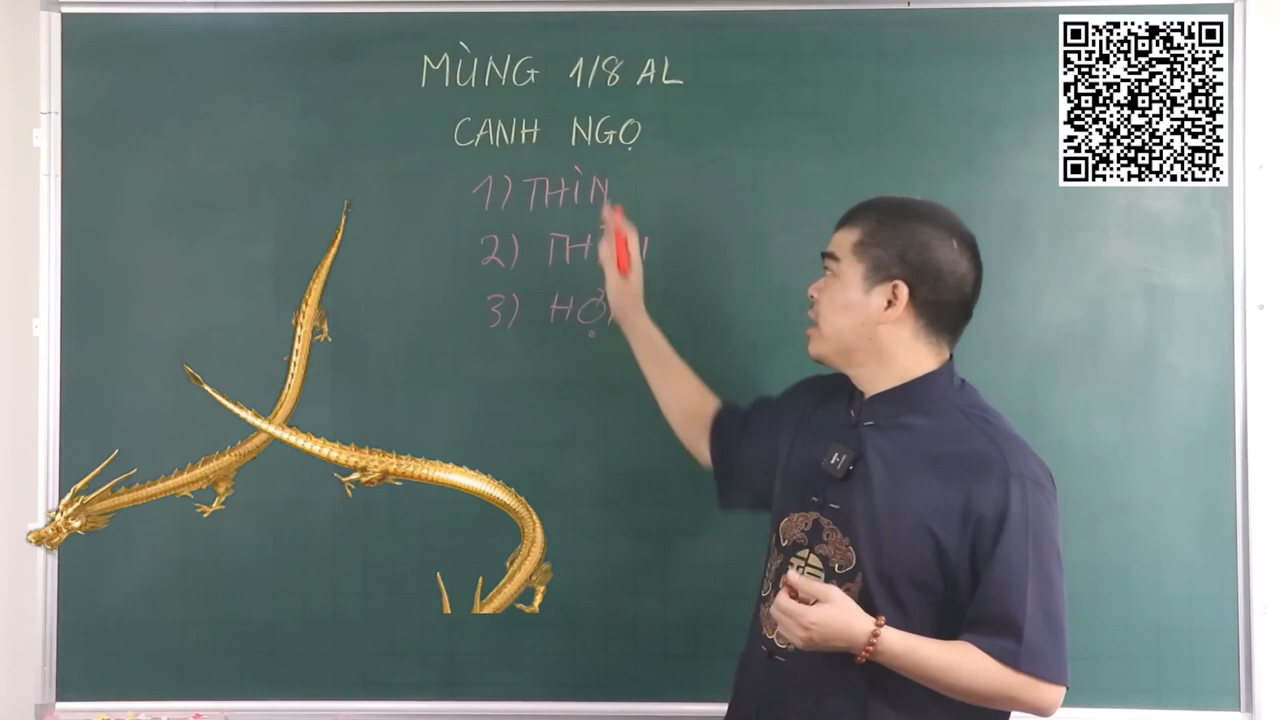 MÙNG 1/8 AL
CANH NGỌ
1) THÌN
2)
3)